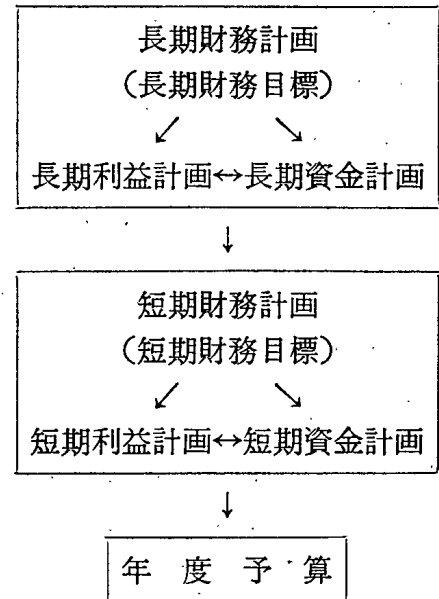 長期財務計画
(長期財務目標)
↙ ↘
長期利益計画↔長期資金計画
↓
短期財務計画
(短期財務目標)
↙ ↘
短期利益計画↔短期資金計画
↓
年度予算